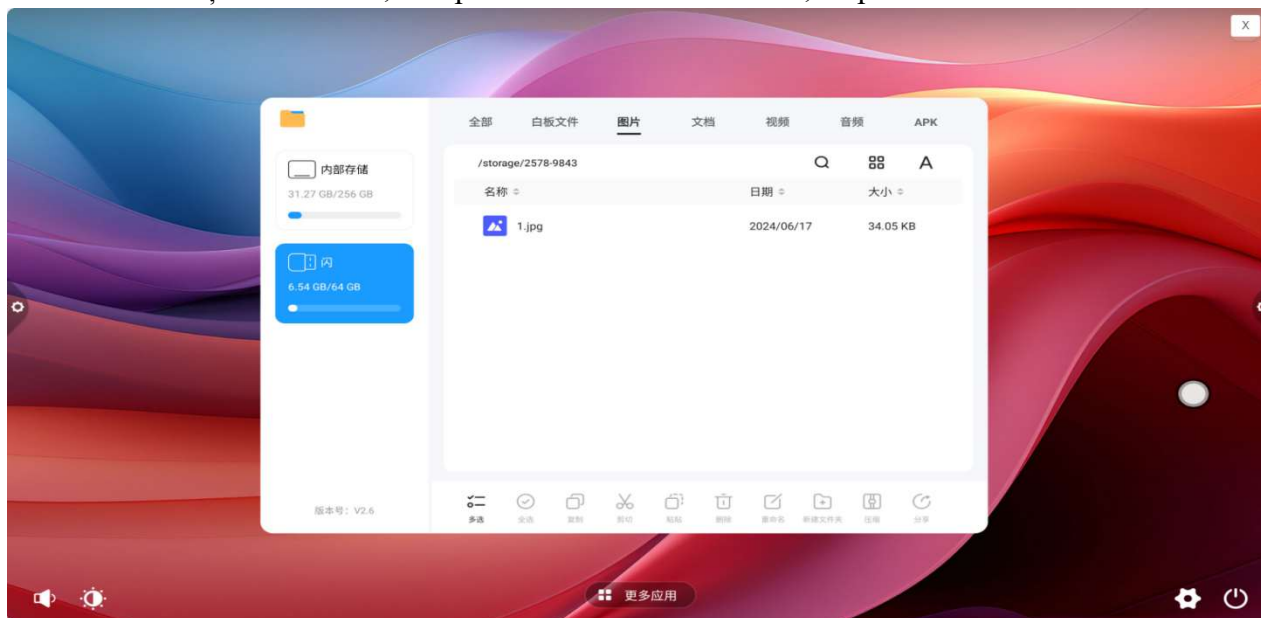 X
全部 白板文件 图片 文档 视频 音频 APK
内部存储
31.27 GB/256 GB
闪
6.54 GB/64 GB
版本号：V2.6
/storage/2578-9843
A
名称 日期 大小
1.jpg 2024/06/17 34.05 KB
多选 全选 复制 剪切 粘贴 删除 重命名 新建文件夹 压缩 分享
更多应用